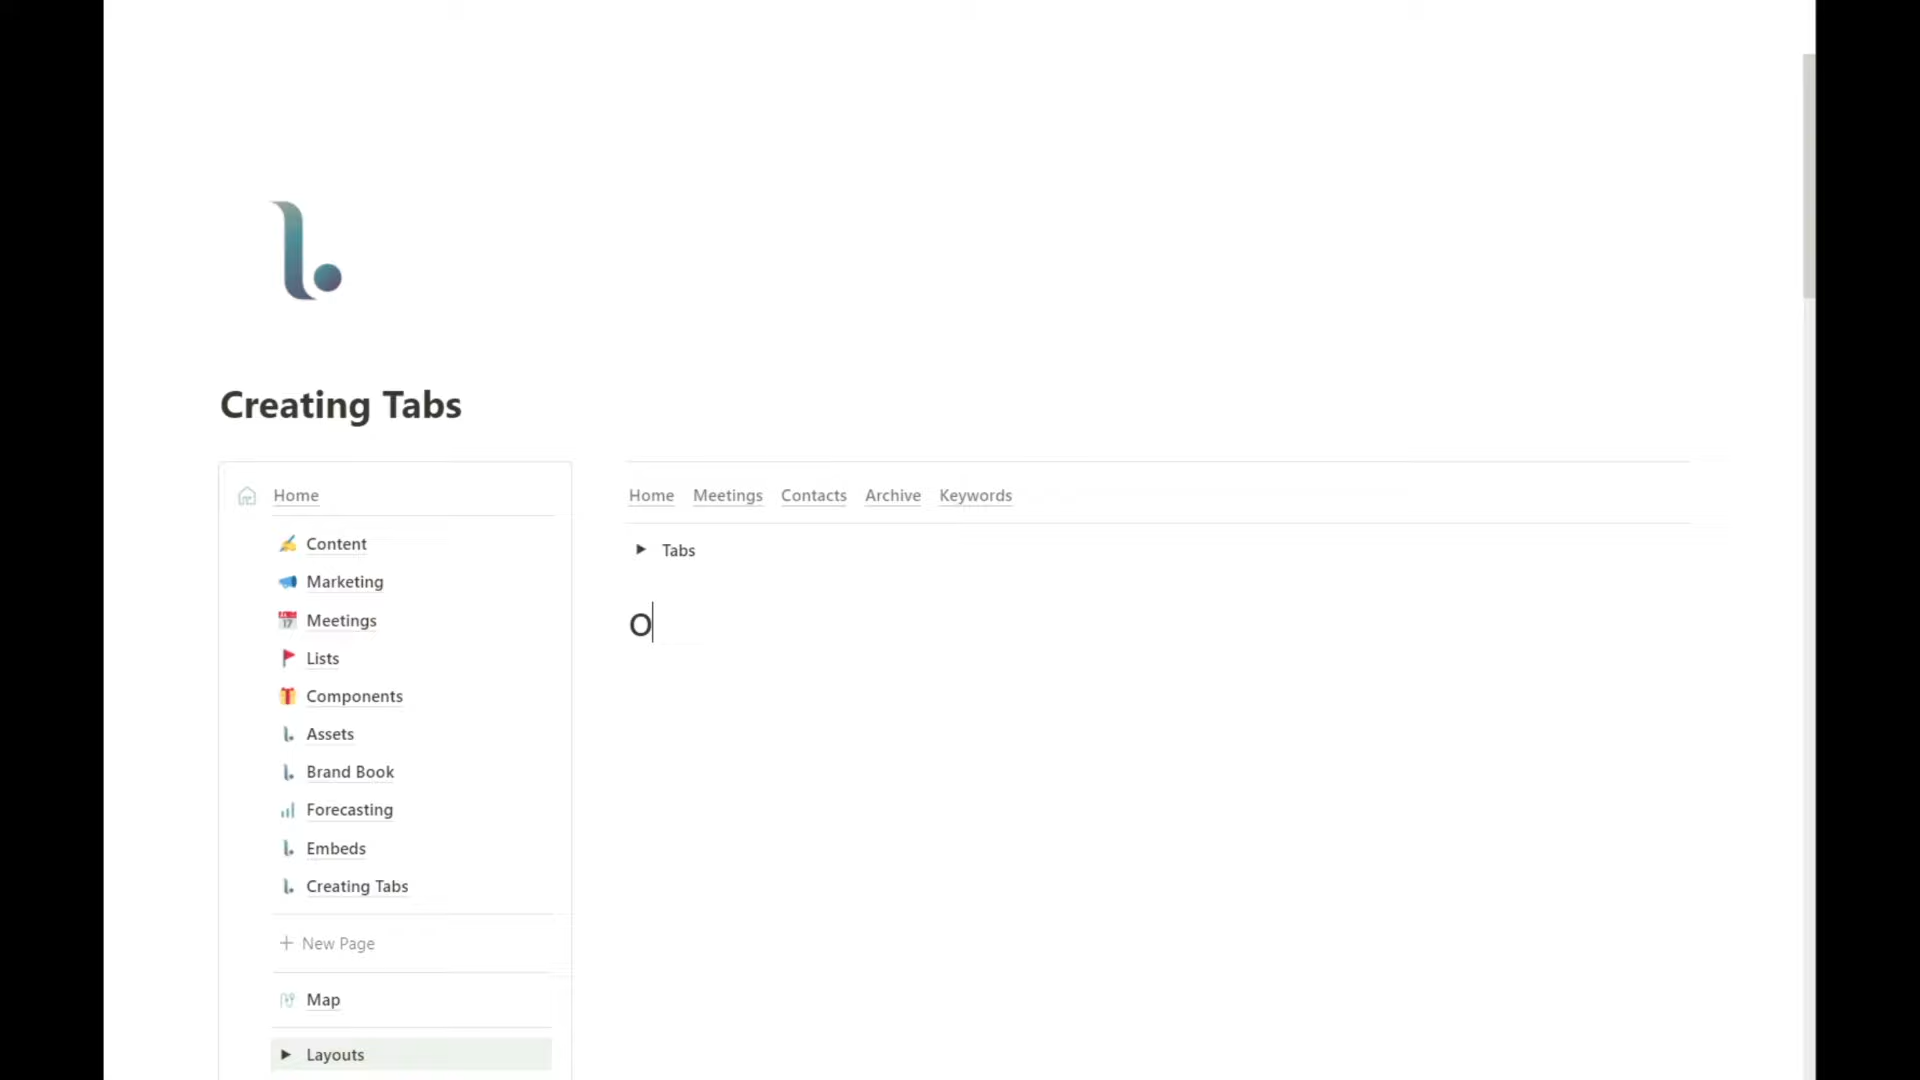 Creating Tabs
Home
Content
Marketing
Meetings
Lists
Components
Assets
Brand Book
Forecasting
Embeds
Creating Tabs
+ New Page
Map
Layouts
Home Meetings Contacts Archive Keywords
Tabs
O